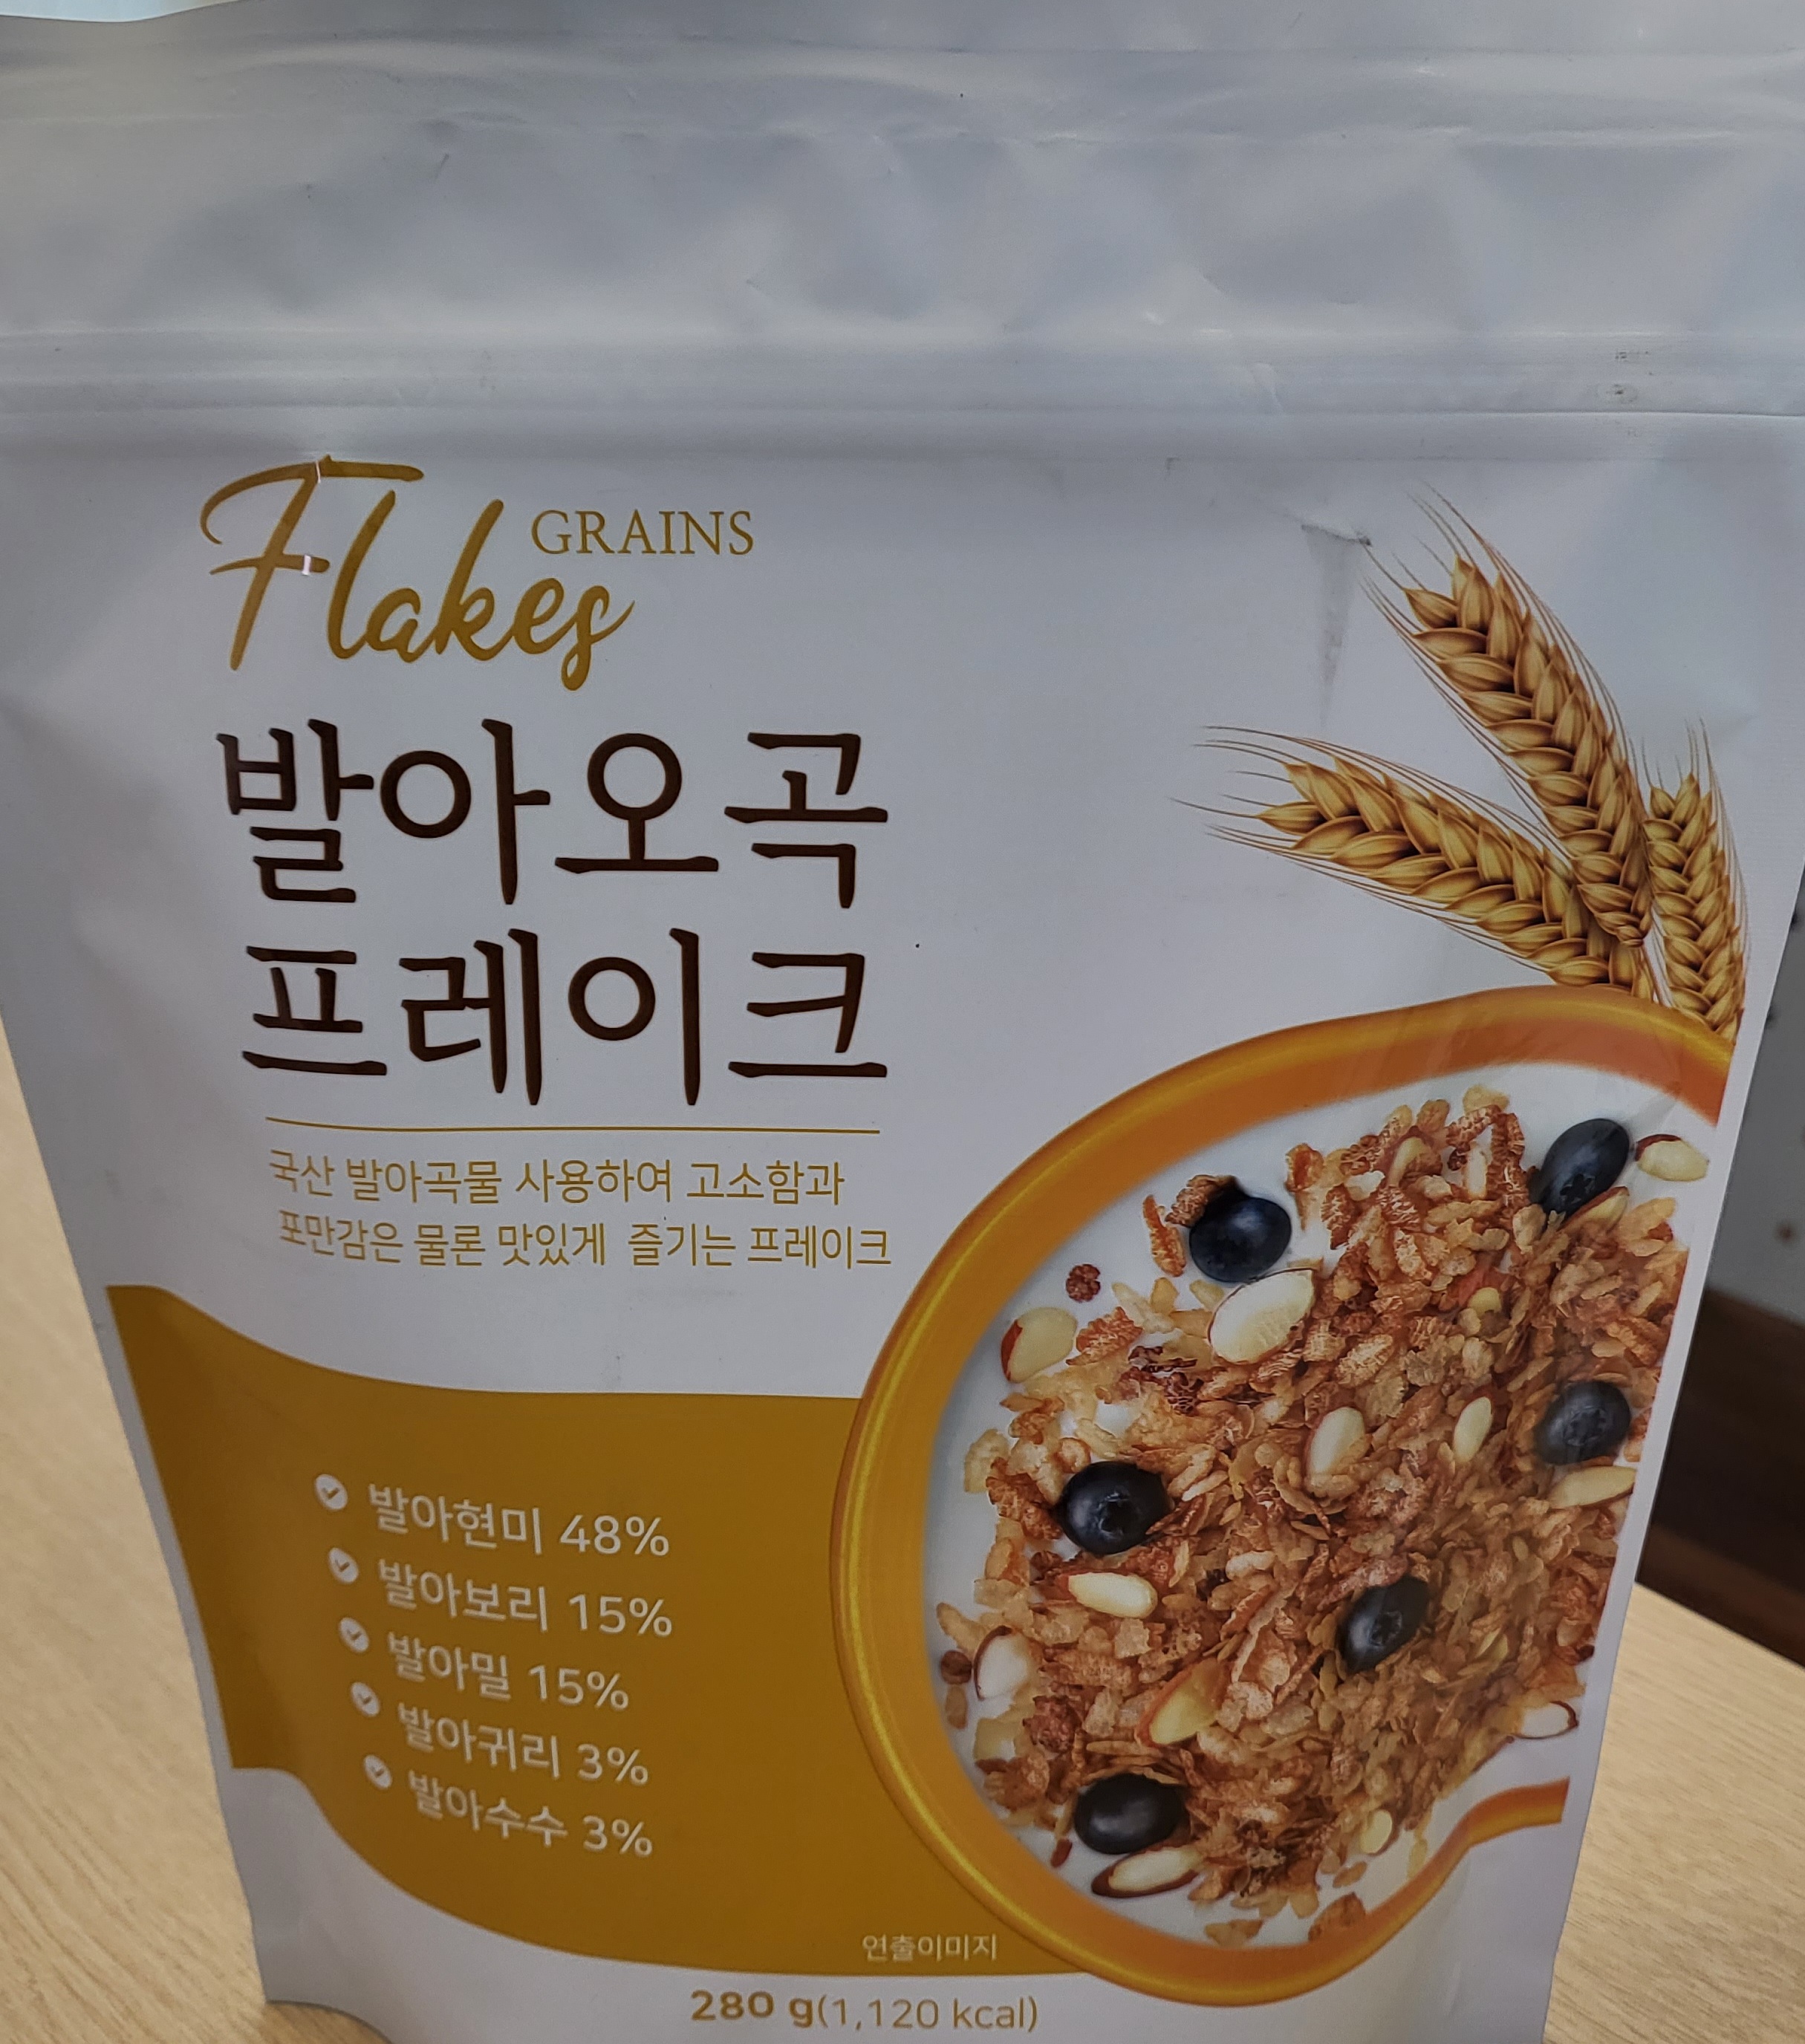 Flakes GRAINS
발아오곡
프레이크
국산 발아곡물 사용하여 고소함과
포만감은 물론 맛있게 즐기는 프레이크
발아현미 48%
발아보리 15%
발아밀 15%
발아귀리 3%
발아수수 3%
연출이미지
280 g(1,120 kcal)